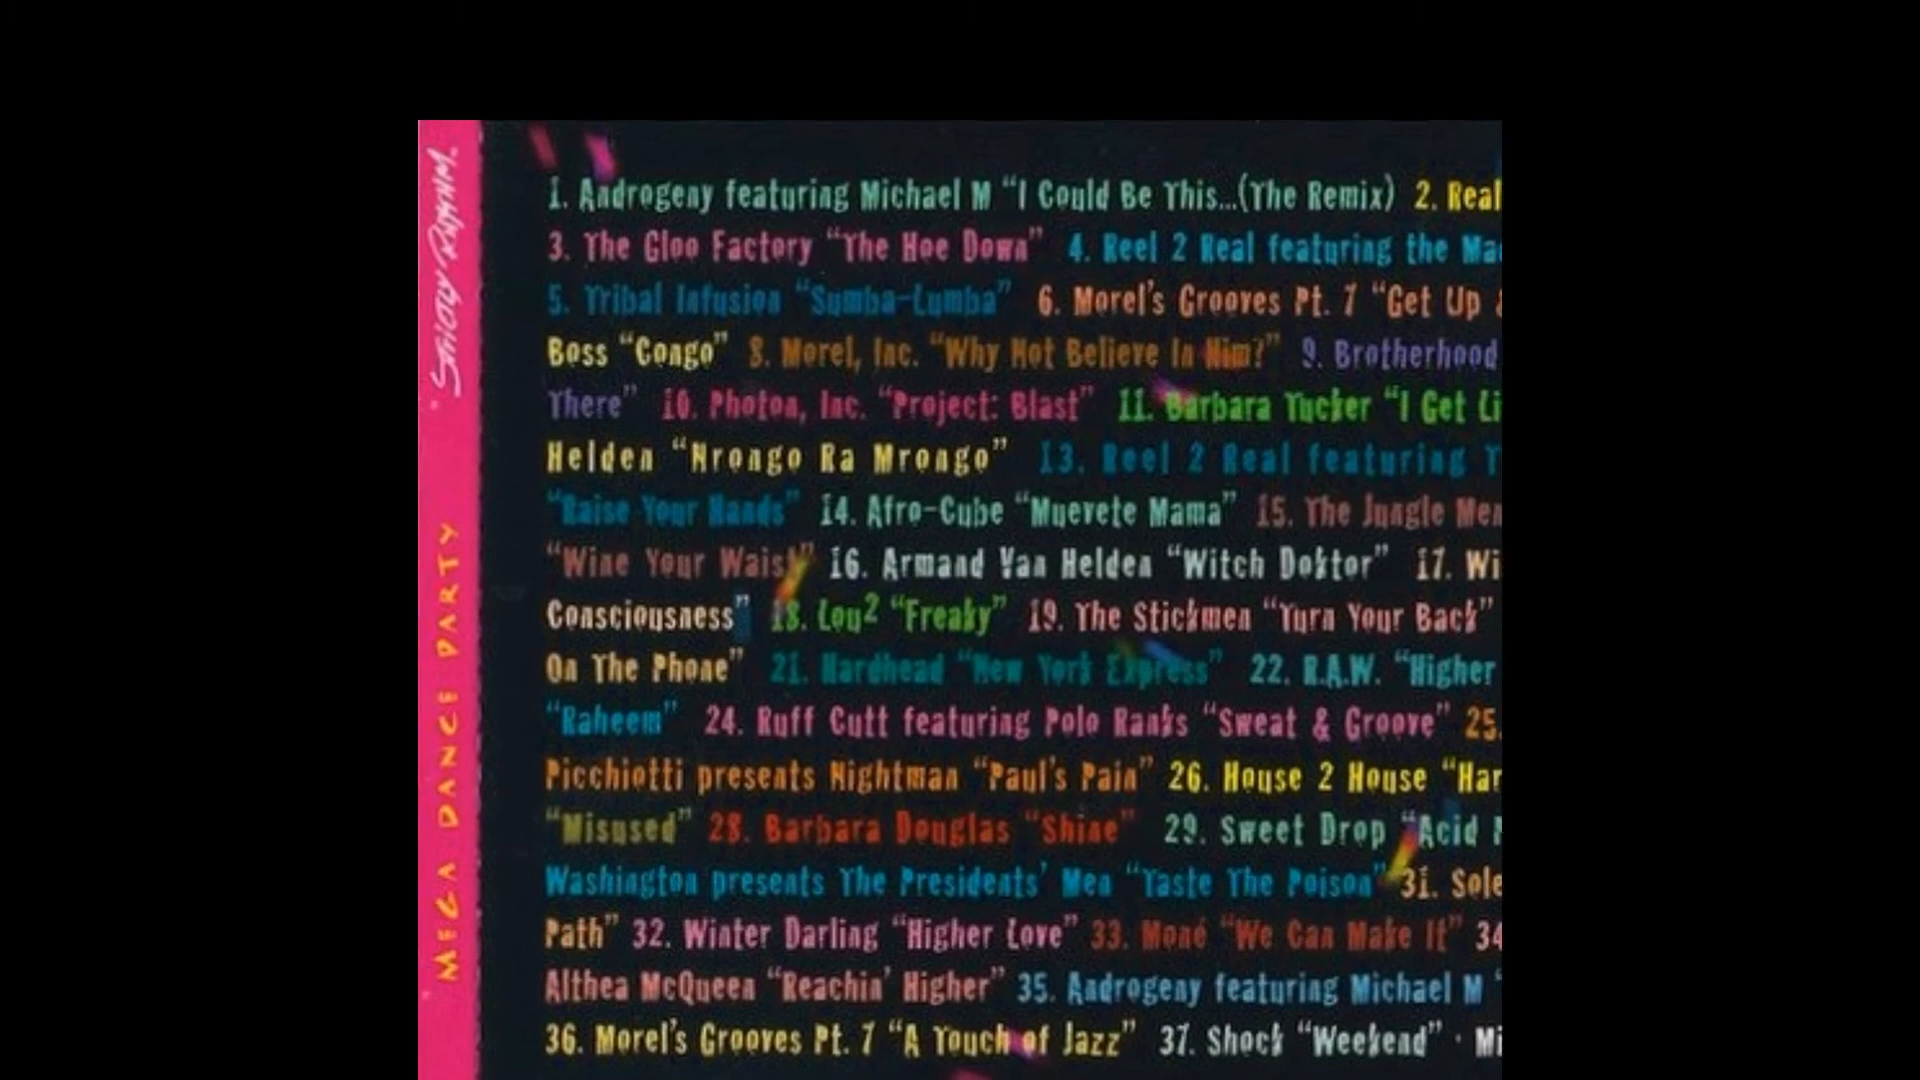 Strictly Rhythm.
MEGA DANCE PARTY
1. Androgeny featuring Michael M “I Could Be This...(The Remix) 2. Real
3. The Gloo Factory “The Hoe Down” 4. Reel 2 Real featuring the Ma
5. Tribal Infusion “Sumba-Lumba” 6. Morel's Grooves Pt. 7 “Get Up
Boss “Congo” 8. Morel, Inc. “Why Not Believe In Him?” 9. Brotherhood
There” 10. Photon, Inc. “Project: Blast” 11. Barbara Tucker “I Get Li
Helden “Nrongo Ra Mrongo” 13. Reel 2 Real featuring T
“Raise Your Hands” 14. Afro-Cube “Muevete Mama” 15. The Jungle Men
“Wine Your Waist” 16. Armand Van Helden “Witch Doktor” 17. Wi
Consciousness” 18. Lou2 “Freaky” 19. The Stickmen “Turn Your Back”
On The Phone” 21. Hardhead “New York Express” 22. R.A.W. “Higher
“Raheem” 24. Ruff Cutt featuring Polo Ranks “Sweat & Groove” 25.
Picchiotti presents Nightman “Paul's Pain” 26. House 2 House “Har
“Misused” 28. Barbara Douglas “Shine” 29. Sweet Drop “Acid
Washington presents The Presidents' Men “Taste The Poison” 31. Sole
Path” 32. Winter Darling “Higher Love” 33. Moné “We Can Make It” 34
Althea McQueen “Reachin' Higher” 35. Androgeny featuring Michael M “
36. Morel's Grooves Pt. 7 “A Touch of Jazz” 37. Shock “Weekend” · Mi